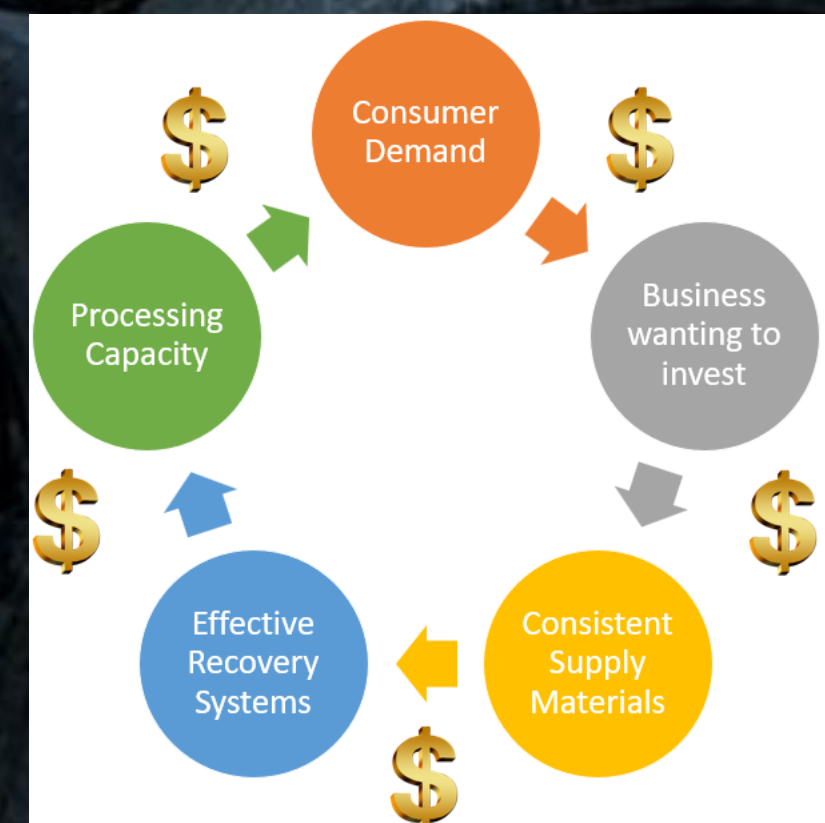 Consumer
Demand
$
$
Business
wanting to
invest
Processing
Capacity
$
$
Consistent
Supply
Materials
Effective
Recovery
Systems
$